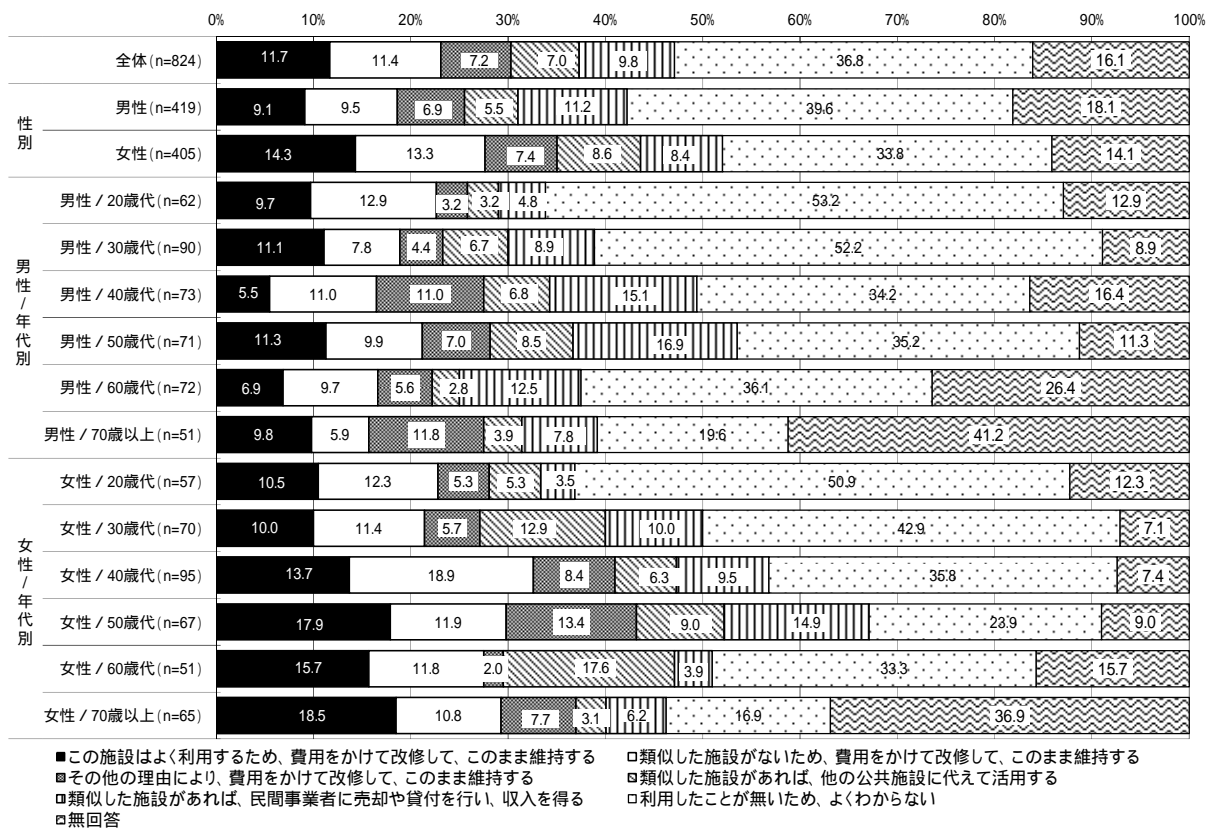 0% 10% 20% 30% 40% 50% 60% 70% 80% 90% 100%
全体(n=824) 11.7 11.4 7.2 7.0 9.8 36.8 16.1
性別
男性(n=419) 9.1 9.5 6.9 5.5 11.2 39.6 18.1
女性(n=405) 14.3 13.3 7.4 8.6 8.4 33.8 14.1
男性/年代別
男性/20歳代(n=62) 9.7 12.9 3.2 3.2 4.8 53.2 12.9
男性/30歳代(n=90) 11.1 7.8 4.4 6.7 8.9 52.2 8.9
男性/40歳代(n=73) 5.5 11.0 11.0 6.8 15.1 34.2 16.4
男性/50歳代(n=71) 11.3 9.9 7.0 8.5 16.9 35.2 11.3
男性/60歳代(n=72) 6.9 9.7 5.6 2.8 12.5 36.1 26.4
男性/70歳以上(n=51) 9.8 5.9 11.8 3.9 7.8 19.6 41.2
女性/年代別
女性/20歳代(n=57) 10.5 12.3 5.3 5.3 3.5 50.9 12.3
女性/30歳代(n=70) 10.0 11.4 5.7 12.9 10.0 42.9 7.1
女性/40歳代(n=95) 13.7 18.9 8.4 6.3 9.5 35.8 7.4
女性/50歳代(n=67) 17.9 11.9 13.4 9.0 14.9 23.9 9.0
女性/60歳代(n=51) 15.7 11.8 2.0 17.6 3.9 33.3 15.7
女性/70歳以上(n=65) 18.5 10.8 7.7 3.1 6.2 16.9 36.9
この施設はよく利用するため、費用をかけて改修して、このまま維持する 類似した施設がないため、費用をかけて改修して、このまま維持する
その他の理由により、費用をかけて改修して、このまま維持する 類似した施設があれば、他の公共施設に代えて活用する
類似した施設があれば、民間事業者に売却や貸付を行い、収入を得る 利用したことが無いため、よくわからない
無回答